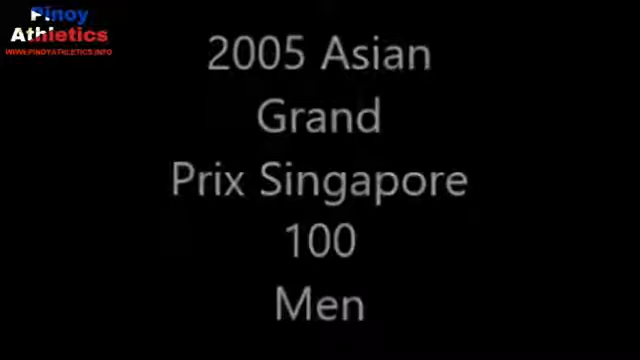 Pinoy
Athletics
WWW.PINOYATHLETICS.INFO
2005 Asian
Grand
Prix Singapore
100
Men